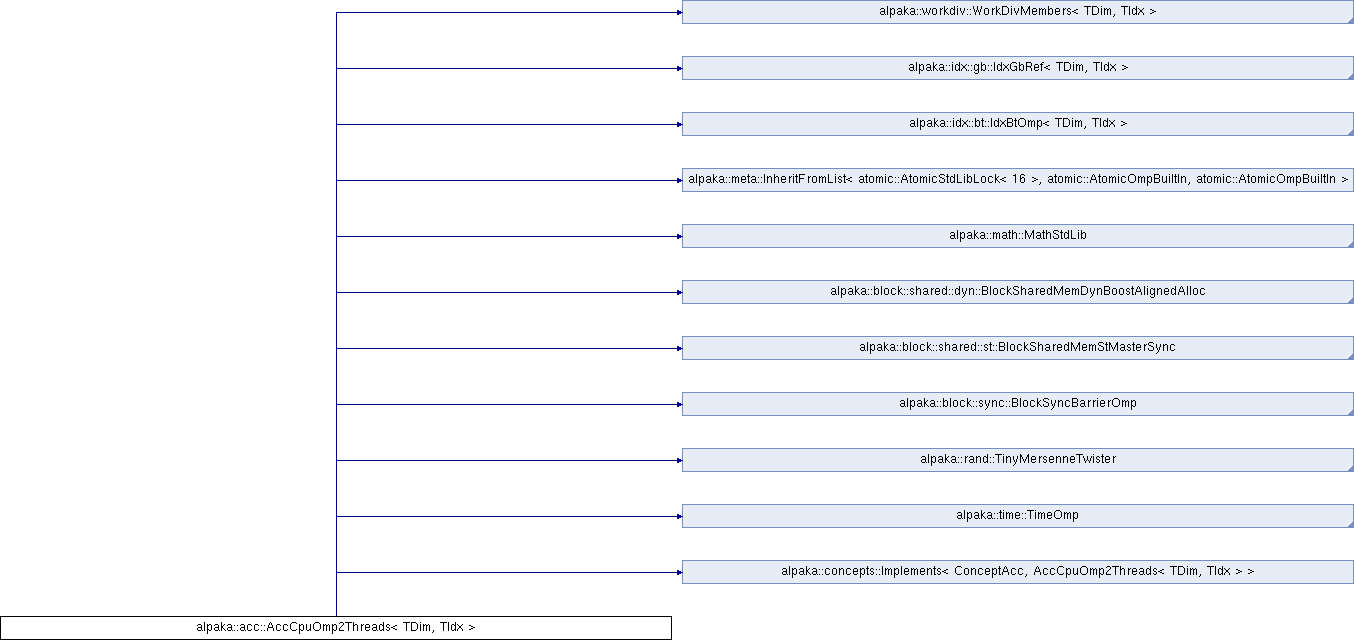 alpaka::workdiv::WorkDivMembers< TDim, TIdx >
alpaka::idx::gb::IdxGbRef< TDim, TIdx >
alpaka::idx::bt::IdxBtOmp< TDim, TIdx >
alpaka::meta::InheritFromList< atomic::AtomicStdLibLock< 16 >, atomic::AtomicOmpBuiltIn, atomic::AtomicOmpBuiltIn >
alpaka::math::MathStdLib
alpaka::block::shared::dyn::BlockSharedMemDynBoostAlignedAlloc
alpaka::block::shared::st::BlockSharedMemStMasterSync
alpaka::block::sync::BlockSyncBarrierOmp
alpaka::rand::TinyMersenneTwister
alpaka::time::TimeOmp
alpaka::concepts::Implements< ConceptAcc, AccCpuOmp2Threads< TDim, TIdx > >
alpaka::acc::AccCpuOmp2Threads< TDim, TIdx >